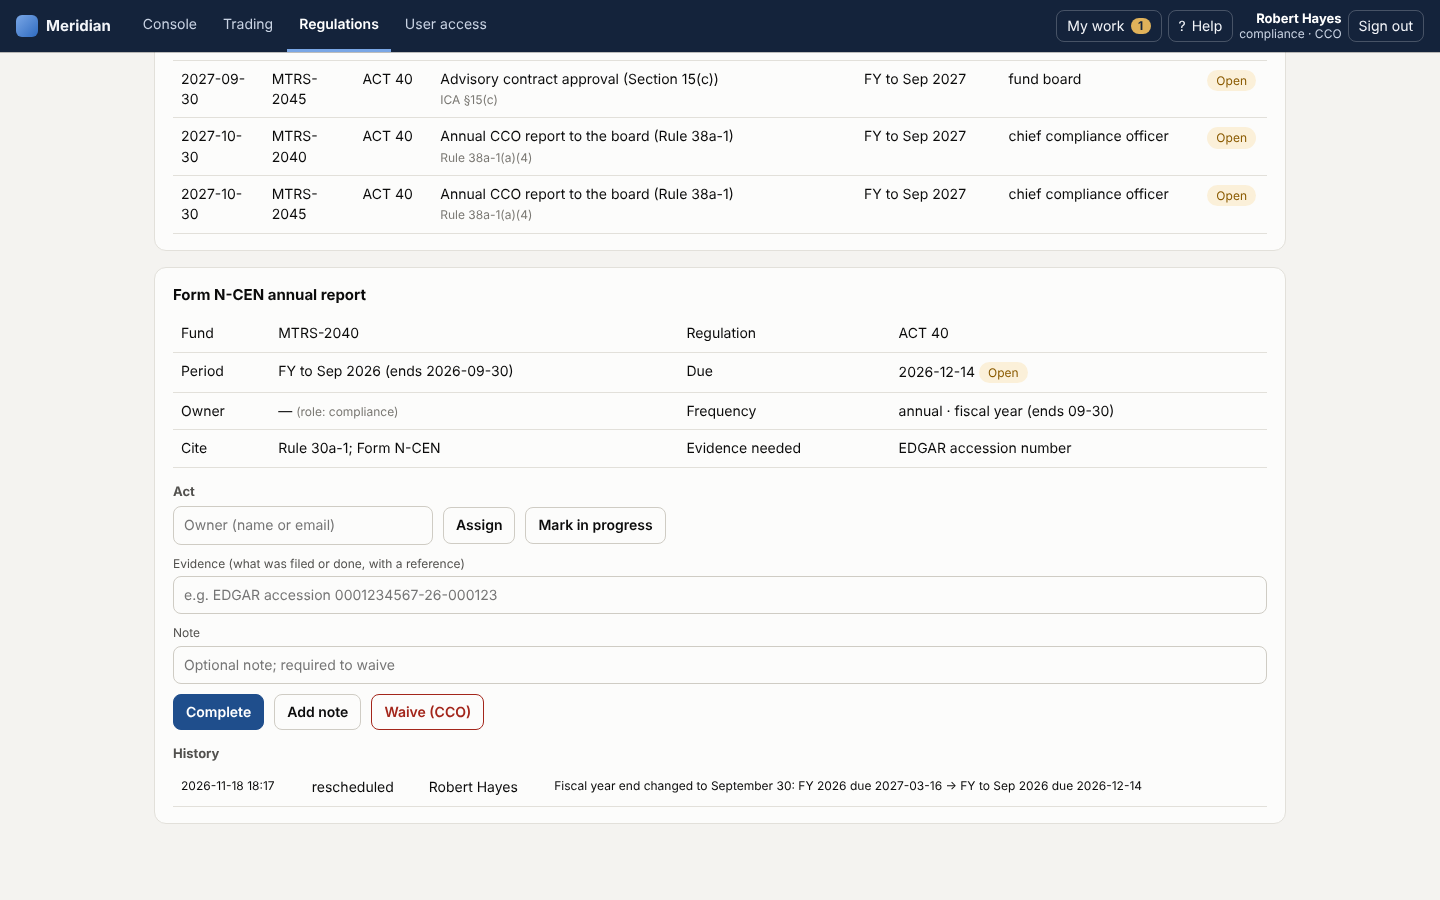 Meridian Console Trading Regulations User access My work 1 ? Help Robert Hayes compliance · CCO Sign out
2027-09-30 MTRS-2045 ACT 40 Advisory contract approval (Section 15(c)) FY to Sep 2027 fund board Open
ICA §15(c)
2027-10-30 MTRS-2040 ACT 40 Annual CCO report to the board (Rule 38a-1) FY to Sep 2027 chief compliance officer Open
Rule 38a-1(a)(4)
2027-10-30 MTRS-2045 ACT 40 Annual CCO report to the board (Rule 38a-1) FY to Sep 2027 chief compliance officer Open
Rule 38a-1(a)(4)
Form N-CEN annual report
Fund MTRS-2040 Regulation ACT 40
Period FY to Sep 2026 (ends 2026-09-30) Due 2026-12-14 Open
Owner — (role: compliance) Frequency annual · fiscal year (ends 09-30)
Cite Rule 30a-1; Form N-CEN Evidence needed EDGAR accession number
Act
Owner (name or email) Assign Mark in progress
Evidence (what was filed or done, with a reference)
e.g. EDGAR accession 0001234567-26-000123
Note
Optional note; required to waive
Complete Add note Waive (CCO)
History
2026-11-18 18:17 rescheduled Robert Hayes Fiscal year end changed to September 30: FY 2026 due 2027-03-16 → FY to Sep 2026 due 2026-12-14